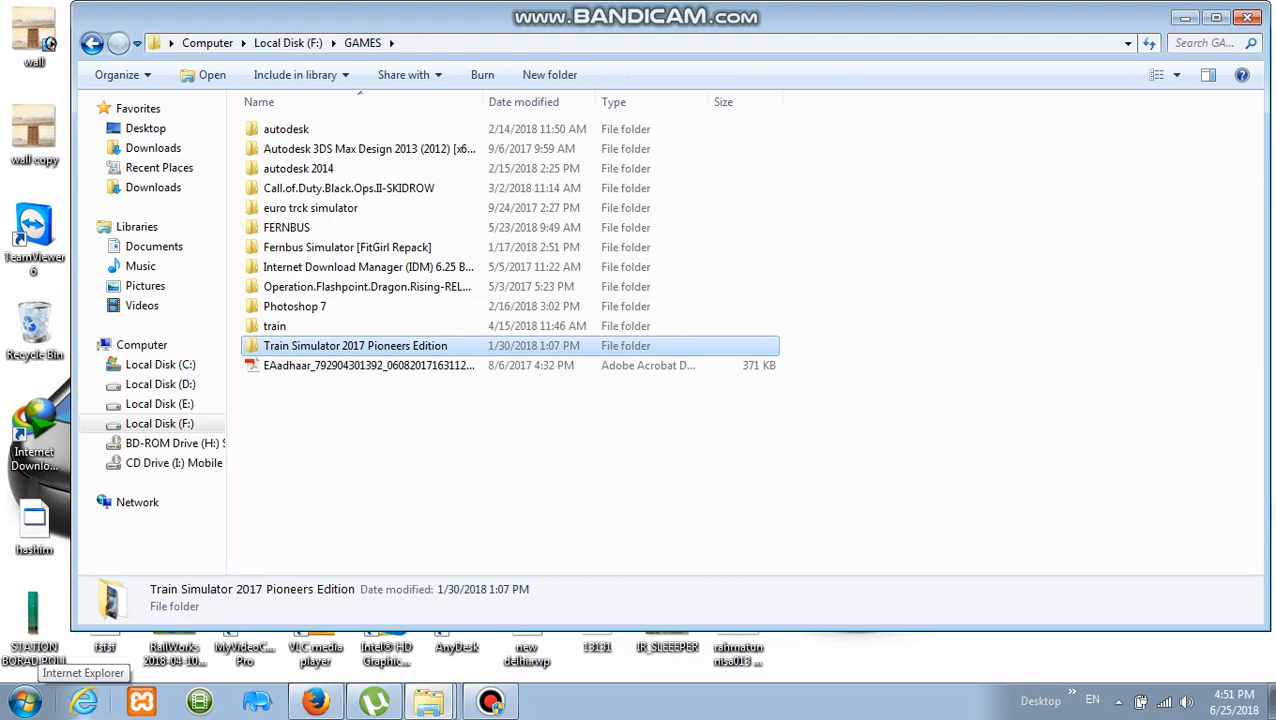 www.BANDICAM.com
Computer Local Disk (F:) GAMES
Search GA...
Organize Open Include in library Share with Burn New folder
Name Date modified Type Size
Favorites
Desktop
Downloads
Recent Places
Downloads
Libraries
Documents
Music
Pictures
Videos
Computer
Local Disk (C:)
Local Disk (D:)
Local Disk (E:)
Local Disk (F:)
BD-ROM Drive (H:) S
CD Drive (I:) Mobile
Network
autodesk 2/14/2018 11:50 AM File folder
Autodesk 3DS Max Design 2013 (2012) [x6... 9/6/2017 9:59 AM File folder
autodesk 2014 2/15/2018 2:25 PM File folder
Call.of.Duty.Black.Ops.II-SKIDROW 3/2/2018 11:14 AM File folder
euro trck simulator 9/24/2017 2:27 PM File folder
FERNBUS 5/23/2018 9:49 AM File folder
Fernbus Simulator [FitGirl Repack] 1/17/2018 2:51 PM File folder
Internet Download Manager (IDM) 6.25 B... 5/5/2017 11:22 AM File folder
Operation.Flashpoint.Dragon.Rising-REL... 5/3/2017 5:23 PM File folder
Photoshop 7 2/16/2018 3:02 PM File folder
train 4/15/2018 11:46 AM File folder
Train Simulator 2017 Pioneers Edition 1/30/2018 1:07 PM File folder
EAadhaar_792904301392_06082017163112... 8/6/2017 4:32 PM Adobe Acrobat D... 371 KB
Train Simulator 2017 Pioneers Edition Date modified: 1/30/2018 1:07 PM
File folder
wall
wall copy
TeamViewer
6
Recycle Bin
Internet
Downlo...
hashim
STATION
BORAD POLL
fsfsf
RailWorks
2018-04-10...
MyVideoC...
Pro
VLC media
player
Intel® HD
Graphic...
AnyDesk
new
delhi.rwp
13131
IR_SLEEEPER
rahmatun
nisa013 ...
Internet Explorer
Desktop » EN
4:51 PM
6/25/2018